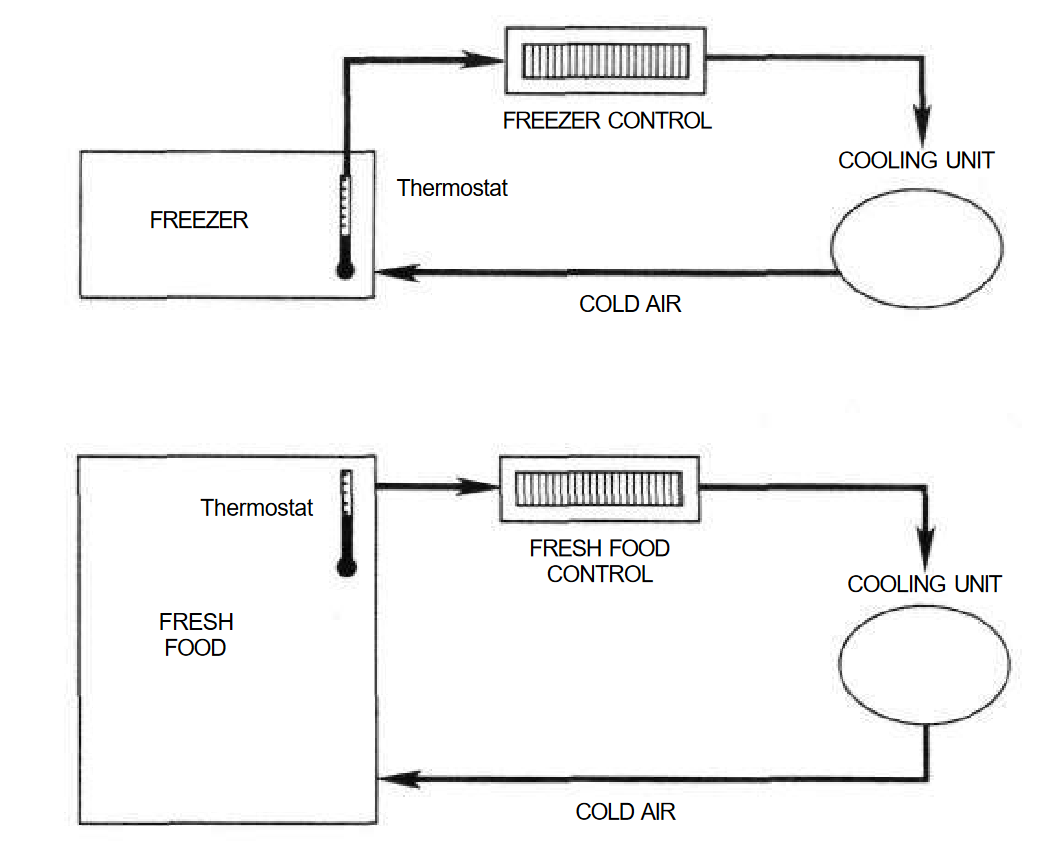 FREEZER CONTROL
COOLING UNIT
Thermostat
FREEZER
COLD AIR
Thermostat
FRESH FOOD
CONTROL
COOLING UNIT
FRESH
FOOD
COLD AIR